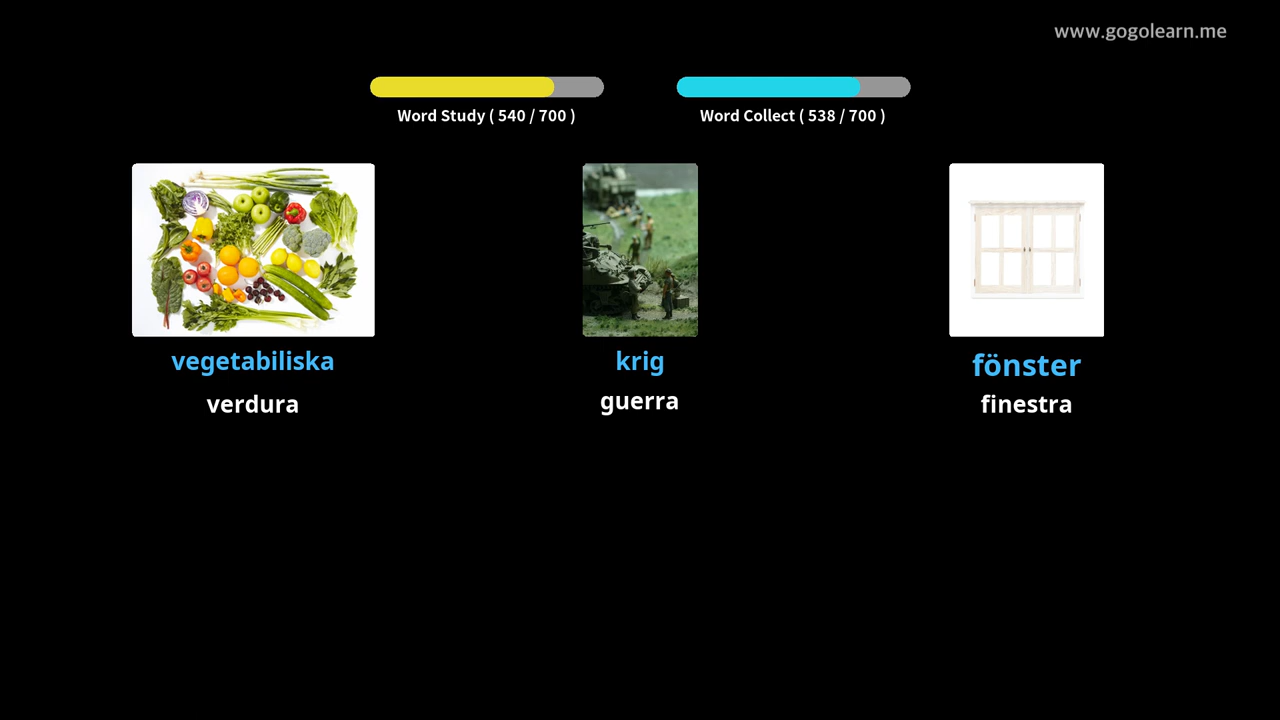 www.gogolearn.me
Word Study ( 540 / 700 )
Word Collect ( 538 / 700 )
vegetabiliska
krig
fönster
verdura
guerra
finestra